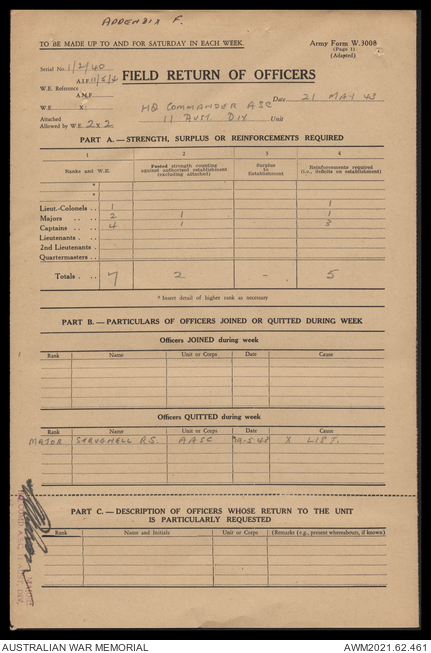 APPENDIX F.
TO BE MADE UP TO AND FOR SATURDAY IN EACH WEEK.
Army Form W.3008
(Page 1)
(Adapted)
Serial No. 1/2/40
A.I.F. 11/5/4
FIELD RETURN OF OFFICERS
W.E. Reference
A.M.F.
Date 21 MAY 43
W.E. X:
HQ COMMANDER ASC
Attached
Allowed by W.E. 2 x 2
11 AUST. DIV. Unit
PART A.—STRENGTH, SURPLUS OR REINFORCEMENTS REQUIRED
1 2 3 4
Ranks and W.E.
Posted strength counting against authorised establishment (excluding attached)
Surplus to Establishment
Reinforcements required (i.e., deficits on establishment)
*
*
Lieut.-Colonels . . 1 1
Majors . . 2 1 1
Captains . . 4 1 3
Lieutenants . .
2nd Lieutenants .
Quartermasters . .
Totals . . . . 7 2 - 5
* Insert detail of higher rank as necessary
PART B.—PARTICULARS OF OFFICERS JOINED OR QUITTED DURING WEEK
Officers JOINED during week
Rank Name Unit or Corps Date Cause
Officers QUITTED during week
Rank Name Unit or Corps Date Cause
MAJOR STRUGNELL R.S. AASC X LIST.
PART C.—DESCRIPTION OF OFFICERS WHOSE RETURN TO THE UNIT
IS PARTICULARLY REQUESTED
Rank Name and Initials Unit or Corps (Remarks (e.g., present whereabouts, if known)
AUSTRALIAN WAR MEMORIAL
AWM2021.62.461